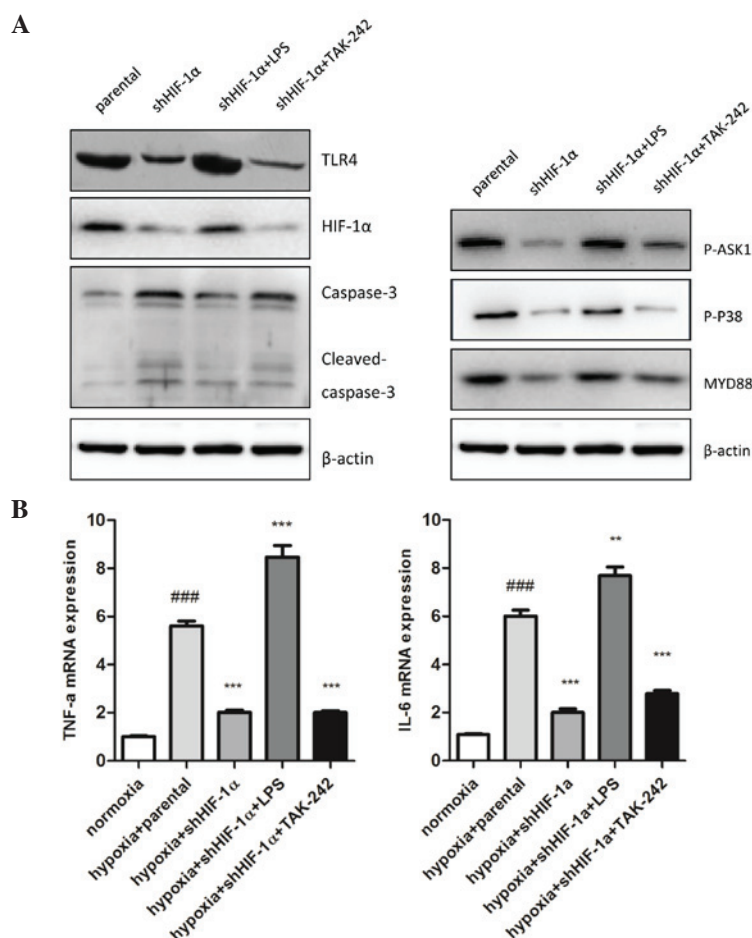 A
parental
shHIF-1α
shHIF-1α+LPS
shHIF-1α+TAK-242
TLR4
HIF-1α
Caspase-3
Cleaved-
caspase-3
β-actin
parental
shHIF-1α
shHIF-1α+LPS
shHIF-1α+TAK-242
P-ASK1
P-P38
MYD88
β-actin
B
TNF-a mRNA expression
10
8
6
4
2
0
###
***
***
***
normoxia
hypoxia+parental
hypoxia+shHIF-1α
hypoxia+shHIF-1α+LPS
hypoxia+shHIF-1α+TAK-242
IL-6 mRNA expression
10
8
6
4
2
0
###
***
**
***
normoxia
hypoxia+parental
hypoxia+shHIF-1a
hypoxia+shHIF-1a+LPS
hypoxia+shHIF-1a+TAK-242